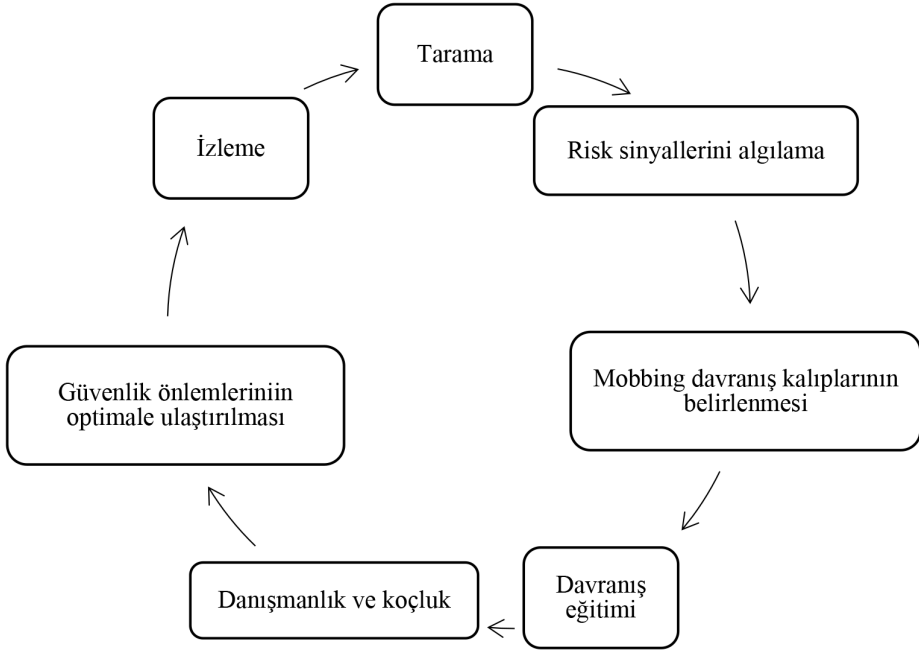 Tarama
Risk sinyallerini algılama
Mobbing davranış kalıplarının
belirlenmesi
Davranış
eğitimi
Danışmanlık ve koçluk
Güvenlik önlemleriniin
optimale ulaştırılması
İzleme